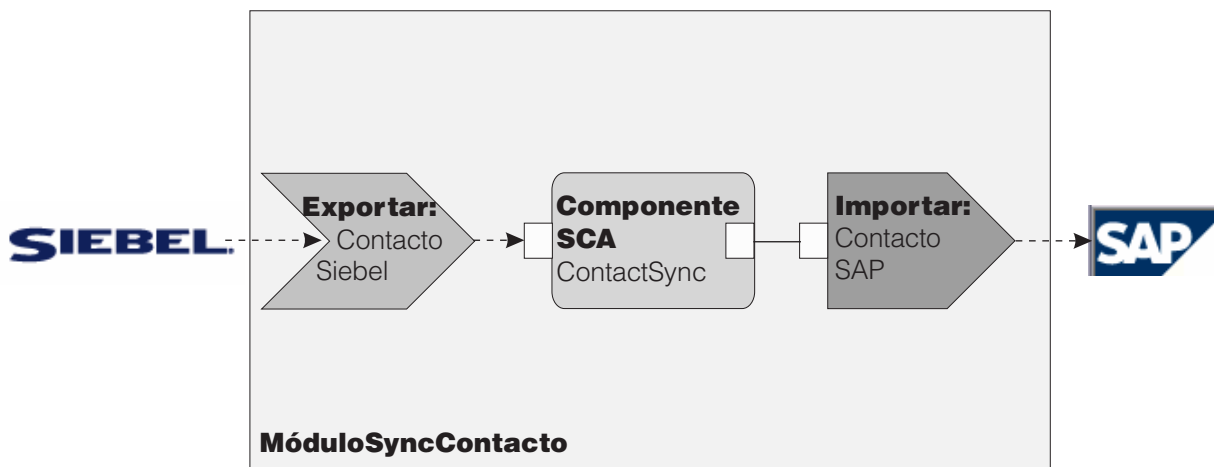 SIEBEL.
Exportar:
Contacto
Siebel
Componente
SCA
ContactSync
Importar:
Contacto
SAP
SAP
MóduloSyncContacto